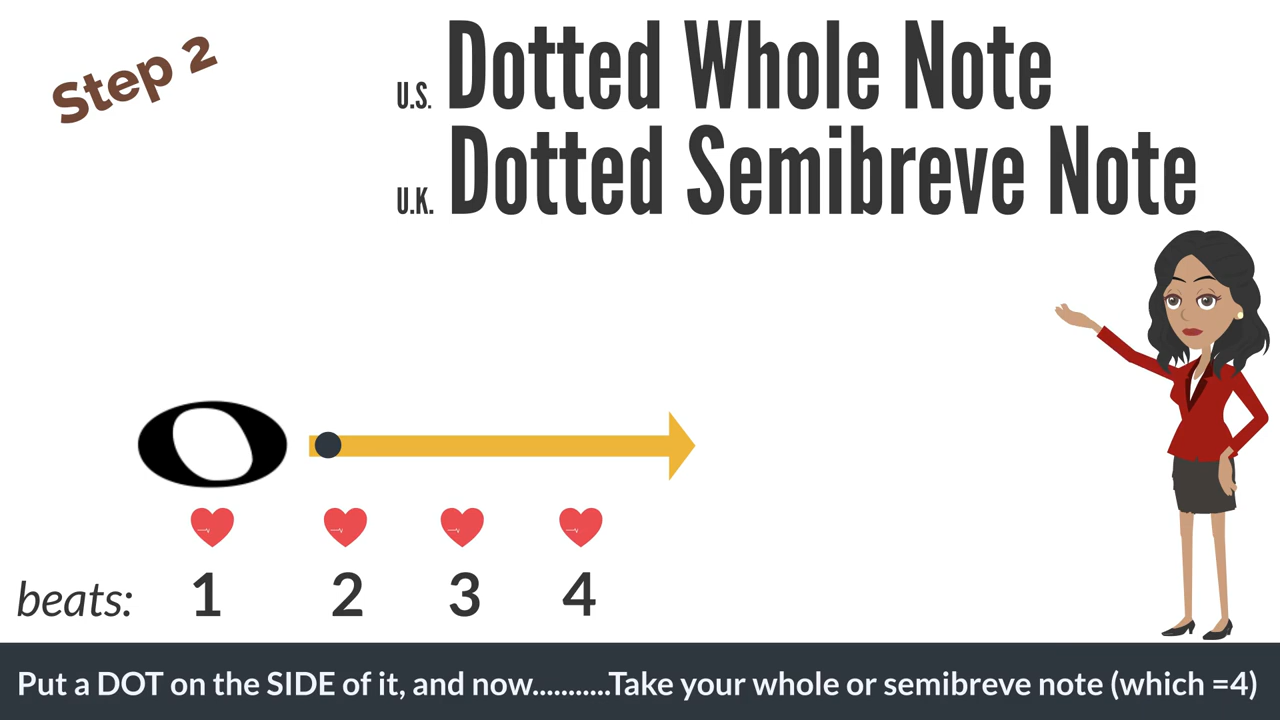 Step 2
U.S. Dotted Whole Note
U.K. Dotted Semibreve Note
beats: 1 2 3 4
Put a DOT on the SIDE of it, and now...........Take your whole or semibreve note (which =4)